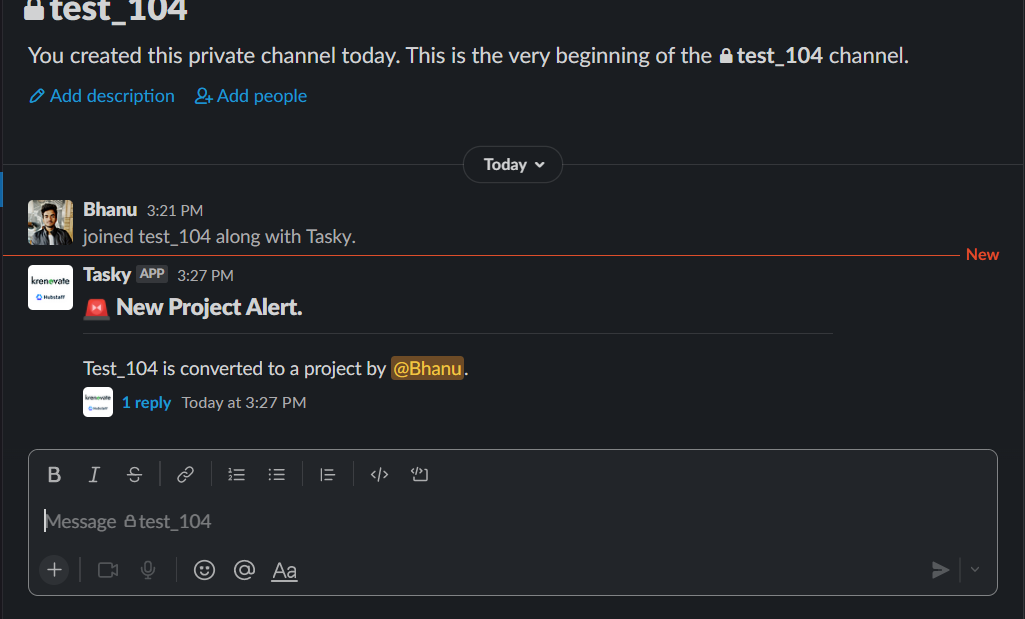 test_104
You created this private channel today. This is the very beginning of the test_104 channel.
Add description Add people
Today
Bhanu 3:21 PM
joined test_104 along with Tasky.
New
krenovate
Hubstaff
Tasky APP 3:27 PM
New Project Alert.
Test_104 is converted to a project by @Bhanu.
krenovate
Hubstaff
1 reply Today at 3:27 PM
B I S
Message test_104
Aa